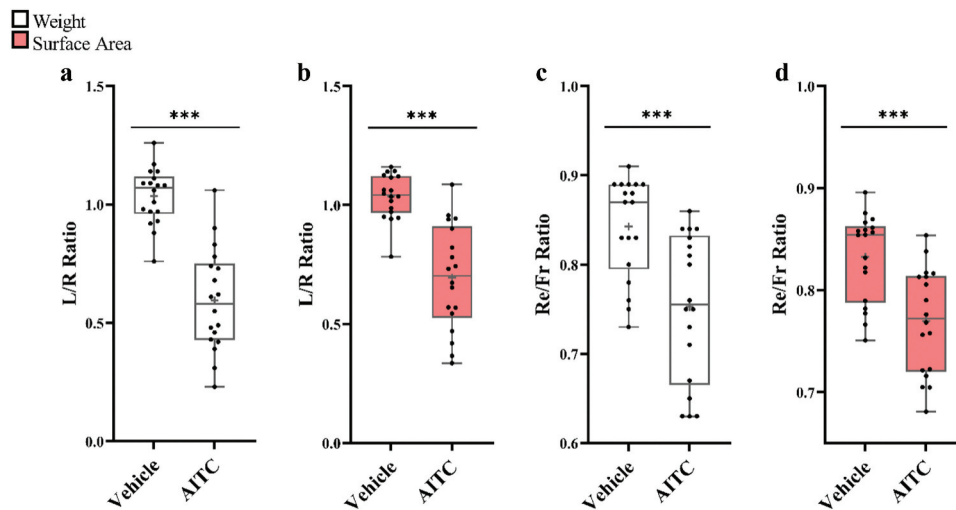 Weight
Surface Area
a
b
c
d
***
***
***
***
L/R Ratio
1.5
1.0
0.5
0.0
Vehicle
AITC
L/R Ratio
1.5
1.0
0.5
0.0
Vehicle
AITC
Re/Fr Ratio
1.0
0.9
0.8
0.7
0.6
Vehicle
AITC
Re/Fr Ratio
1.0
0.9
0.8
0.7
Vehicle
AITC